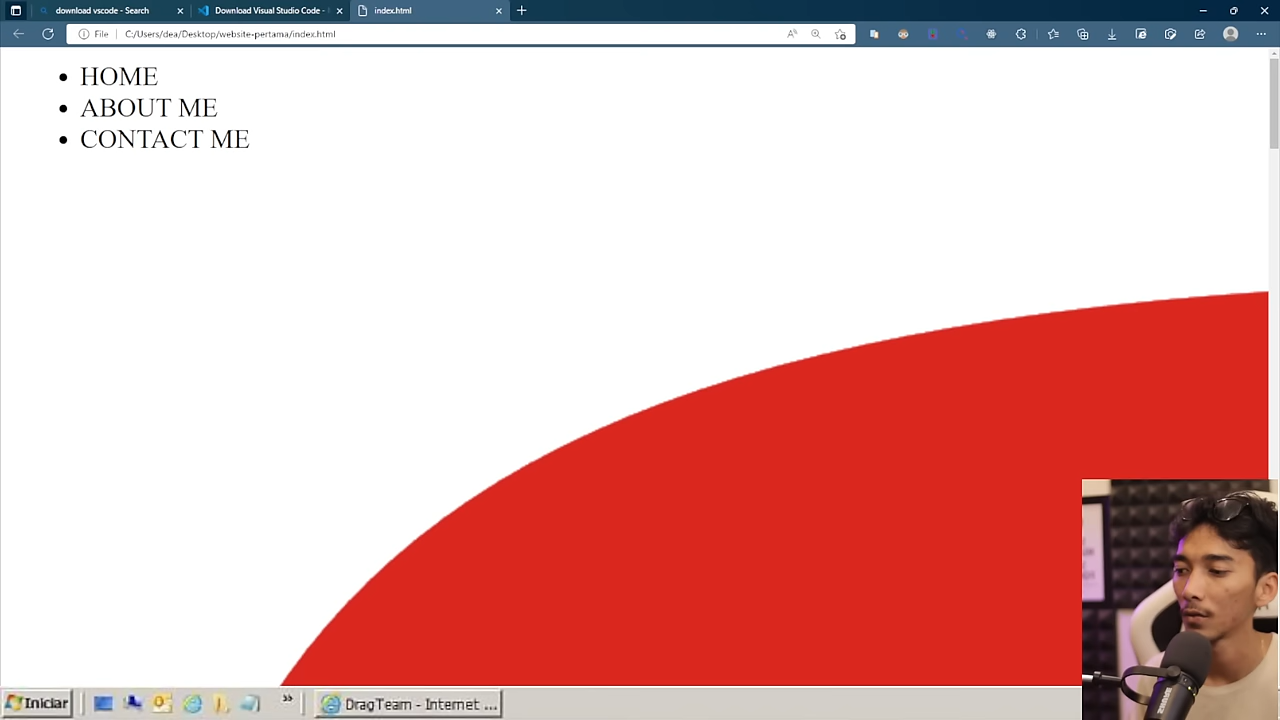 download vscode - Search
Download Visual Studio Code -
index.html
File
C:/Users/dea/Desktop/website-pertama/index.html
HOME
ABOUT ME
CONTACT ME
Iniciar
DragTeam - Internet ...